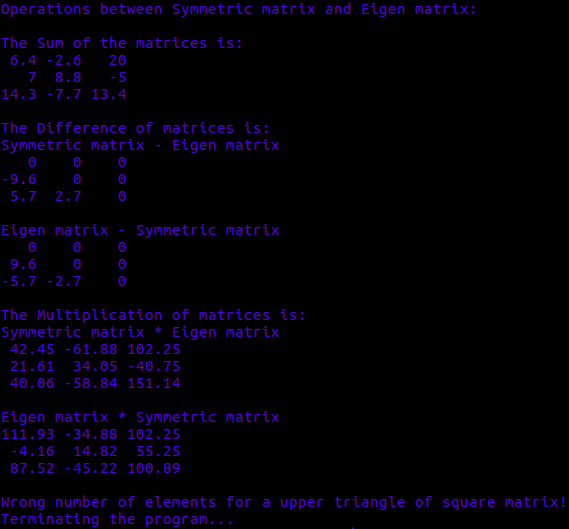 Operations between Symmetric matrix and Eigen matrix:
The Sum of the matrices is:
6.4 -2.6 20
7 8.8 -5
14.3 -7.7 13.4
The Difference of matrices is:
Symmetric matrix - Eigen matrix
0 0 0
-9.6 0 0
5.7 2.7 0
Eigen matrix - Symmetric matrix
0 0 0
9.6 0 0
-5.7 -2.7 0
The Multiplication of matrices is:
Symmetric matrix * Eigen matrix
42.45 -61.88 102.25
21.61 34.05 -40.75
40.06 -58.84 151.14
Eigen matrix * Symmetric matrix
111.93 -34.88 102.25
-4.16 14.82 55.25
87.52 -45.22 100.89
Wrong number of elements for a upper triangle of square matrix!
Terminating the program...